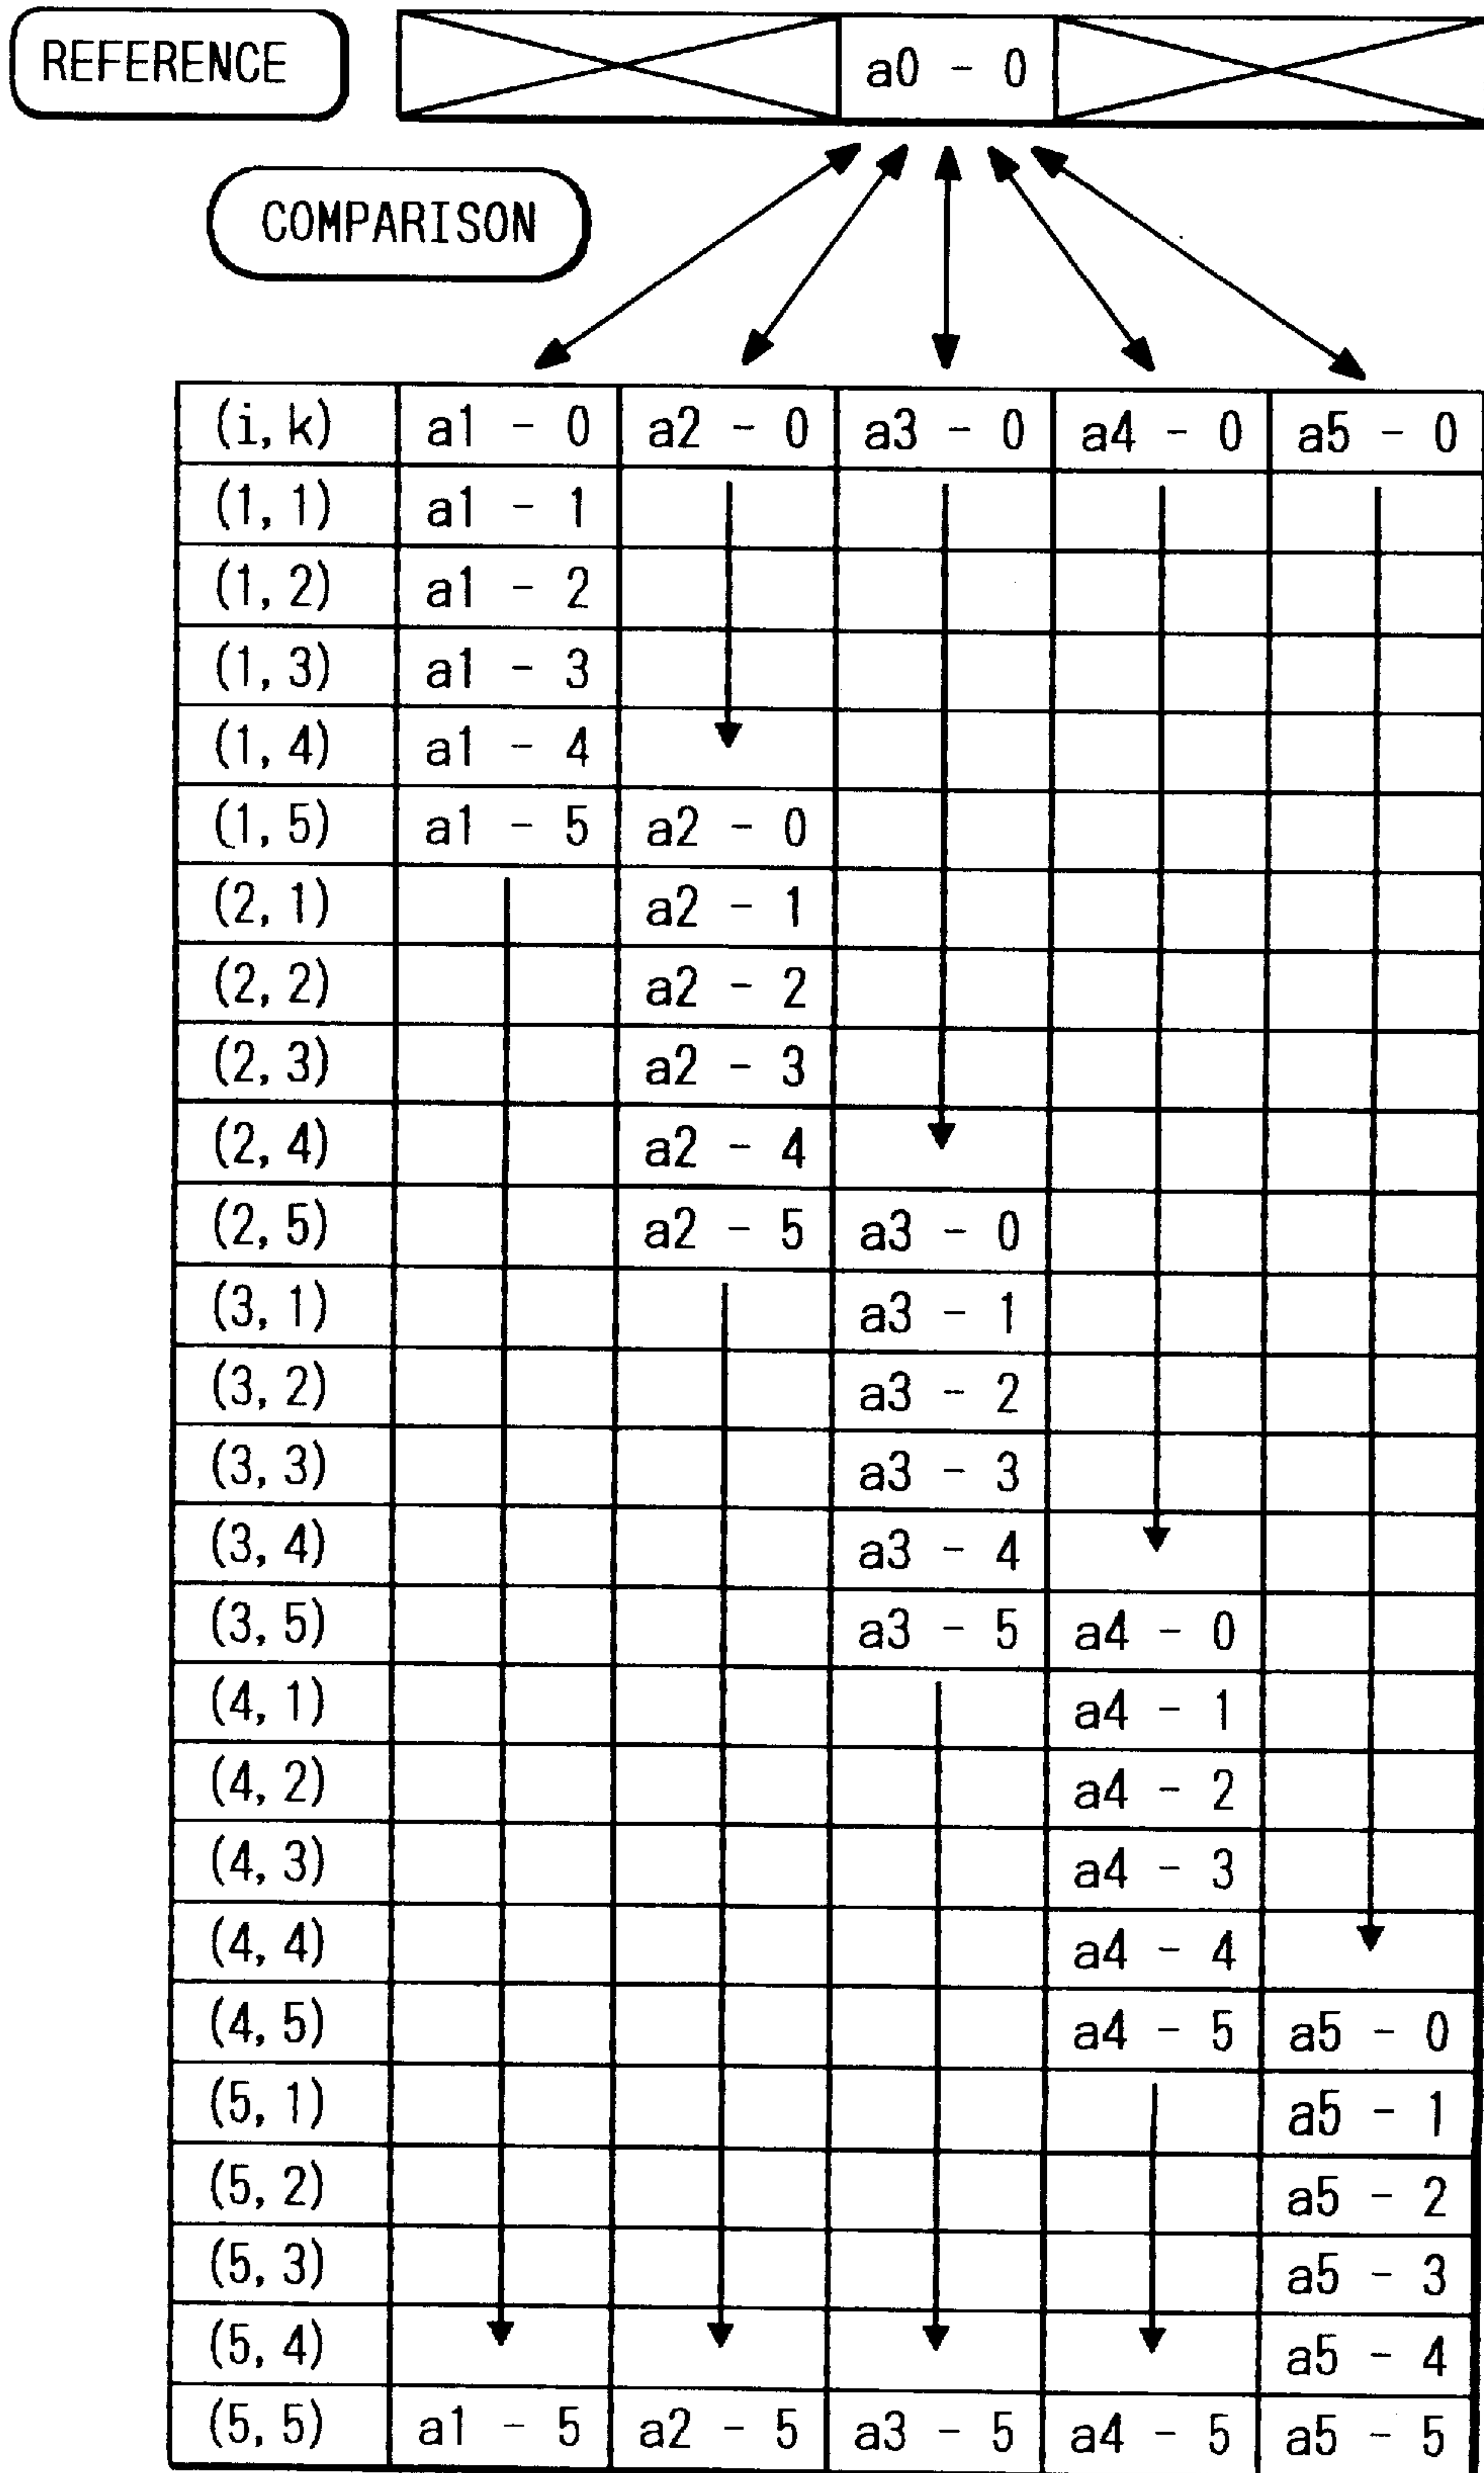 REFERENCE a0 - 0
COMPARISON
(i, k) a1 - 0 a2 - 0 a3 - 0 a4 - 0 a5 - 0
(1, 1) a1 - 1
(1, 2) a1 - 2
(1, 3) a1 - 3
(1, 4) a1 - 4
(1, 5) a1 - 5 a2 - 0
(2, 1) a2 - 1
(2, 2) a2 - 2
(2, 3) a2 - 3
(2, 4) a2 - 4
(2, 5) a2 - 5 a3 - 0
(3, 1) a3 - 1
(3, 2) a3 - 2
(3, 3) a3 - 3
(3, 4) a3 - 4
(3, 5) a3 - 5 a4 - 0
(4, 1) a4 - 1
(4, 2) a4 - 2
(4, 3) a4 - 3
(4, 4) a4 - 4
(4, 5) a4 - 5 a5 - 0
(5, 1) a5 - 1
(5, 2) a5 - 2
(5, 3) a5 - 3
(5, 4) a5 - 4
(5, 5) a1 - 5 a2 - 5 a3 - 5 a4 - 5 a5 - 5